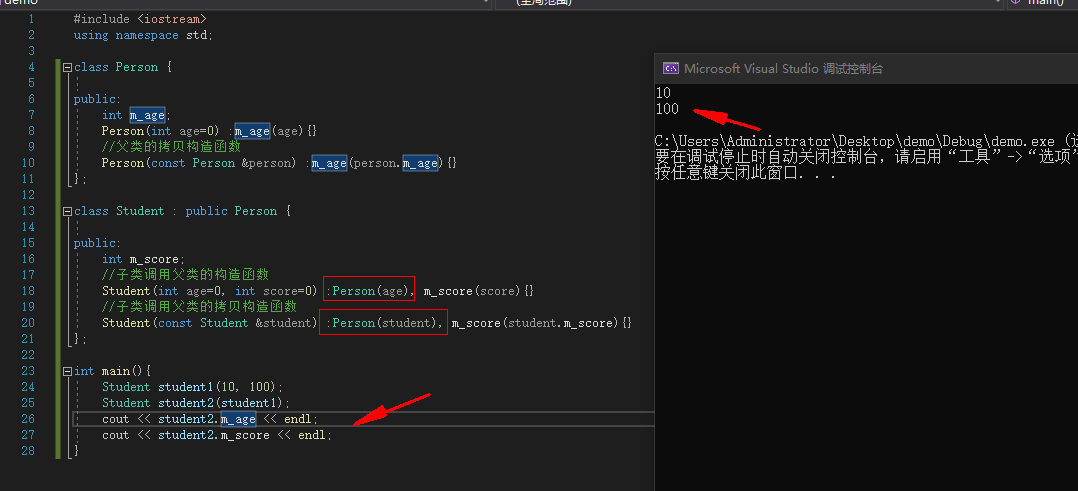 demo
(全局范围)
main()
1 #include <iostream>
2 using namespace std;
3
4 class Person {
5
6 public:
7 int m_age;
8 Person(int age=0) :m_age(age){}
9 //父类的拷贝构造函数
10 Person(const Person &person) :m_age(person.m_age){}
11 };
12
13 class Student : public Person {
14
15 public:
16 int m_score;
17 //子类调用父类的构造函数
18 Student(int age=0, int score=0) :Person(age), m_score(score){}
19 //子类调用父类的拷贝构造函数
20 Student(const Student &student) :Person(student), m_score(student.m_score){}
21 };
22
23 int main(){
24 Student student1(10, 100);
25 Student student2(student1);
26 cout << student2.m_age << endl;
27 cout << student2.m_score << endl;
28 }
Microsoft Visual Studio 调试控制台
10
100
C:\Users\Administrator\Desktop\demo\Debug\demo.exe
要在调试停止时自动关闭控制台，请启用“工具”->“选项”
按任意键关闭此窗口. . .